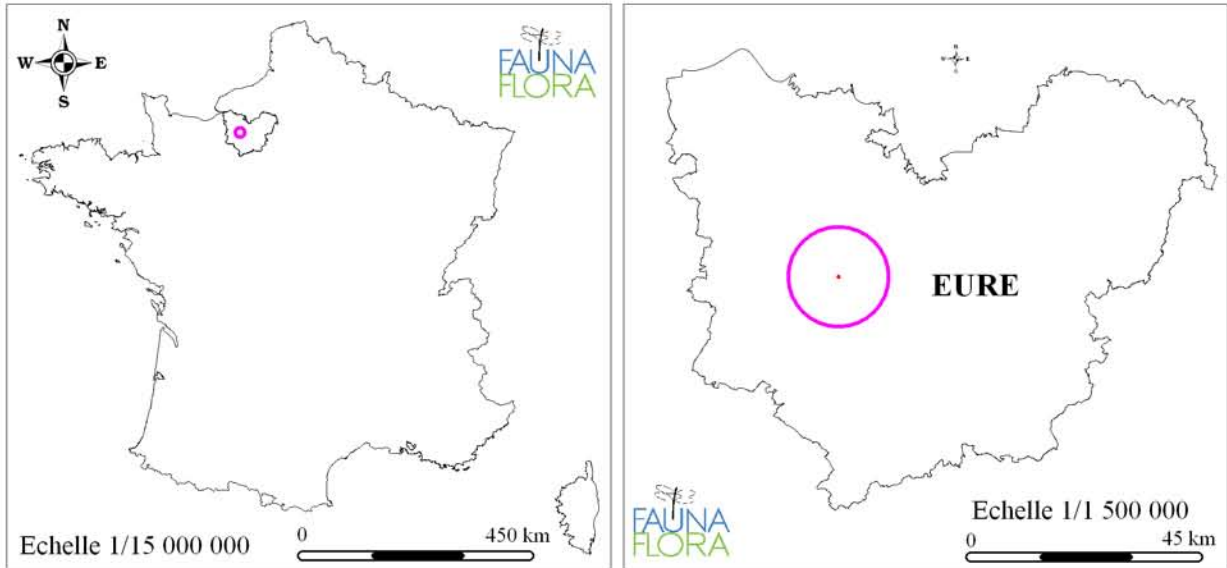 N
W E
S
FAUNA
FLORA
Echelle 1/15 000 000
0 450 km
N
W E
S
EURE
FAUNA
FLORA
Echelle 1/1 500 000
0 45 km